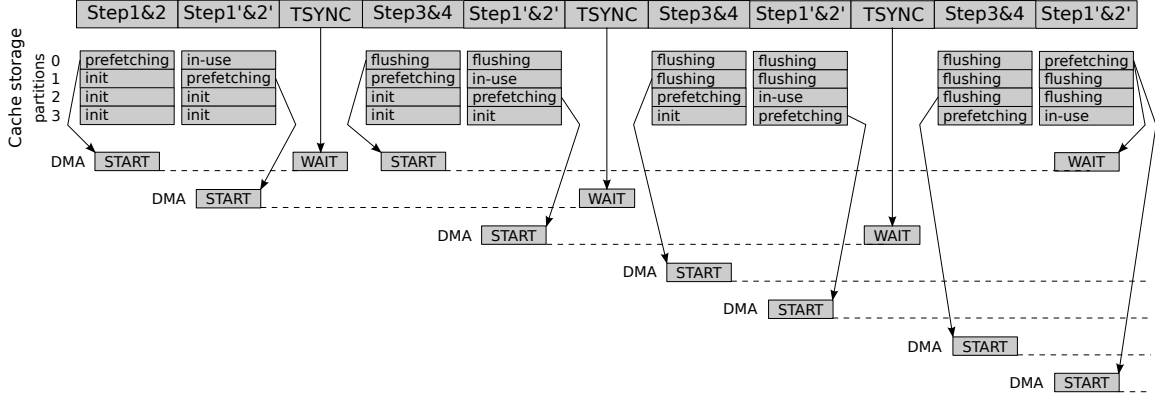 Step1&2 Step1'&2' TSYNC Step3&4 Step1'&2' TSYNC Step3&4 Step1'&2' TSYNC Step3&4 Step1'&2'
Cache storage
partitions
0 prefetching in-use flushing flushing flushing flushing flushing prefetching
1 init prefetching prefetching in-use flushing flushing flushing flushing
2 init init init prefetching prefetching in-use flushing flushing
3 init init init init init prefetching prefetching in-use
DMA START WAIT START WAIT
DMA START WAIT
DMA START WAIT
DMA START
DMA START
DMA START
DMA START